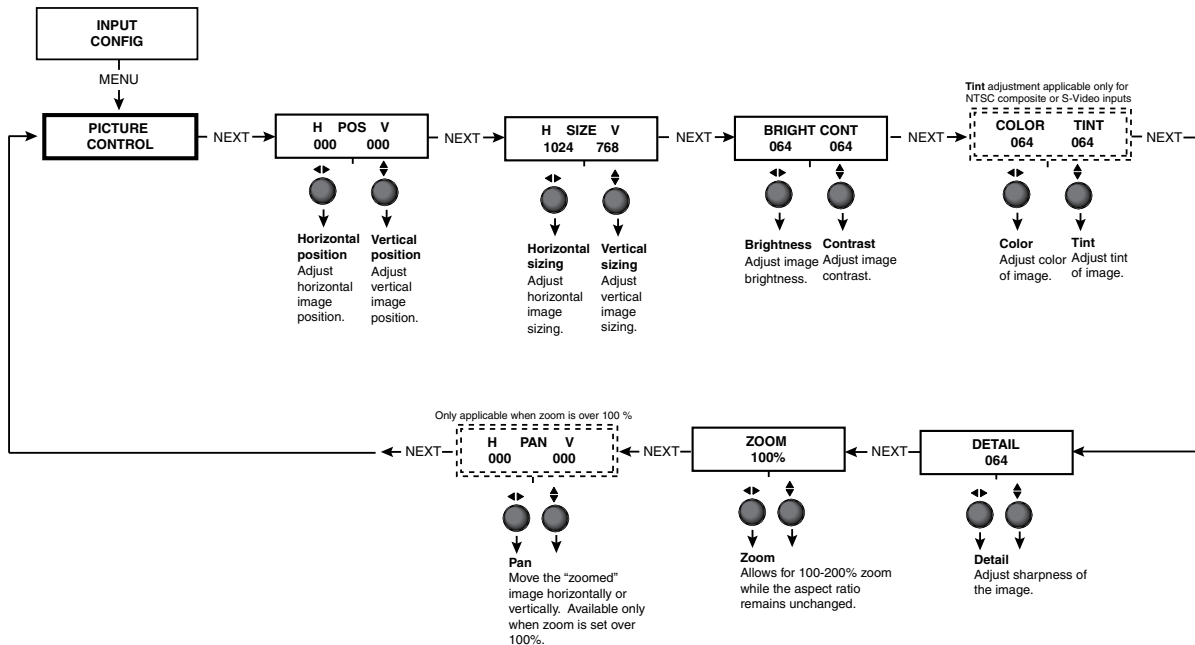 INPUT
CONFIG
MENU
PICTURE
CONTROL
NEXT
H POS V
000 000
Horizontal
position
Adjust
horizontal
image
position.
Vertical
position
Adjust
vertical
image
position.
NEXT
H SIZE V
1024 768
Horizontal
sizing
Adjust
horizontal
image
sizing.
Vertical
sizing
Adjust
vertical
image
sizing.
NEXT
BRIGHT CONT
064 064
Brightness
Adjust image
brightness.
Contrast
Adjust image
contrast.
NEXT
Tint adjustment applicable only for
NTSC composite or S-Video inputs
COLOR TINT
064 064
Color
Adjust color
of image.
Tint
Adjust tint
of image.
NEXT
DETAIL
064
Detail
Adjust sharpness of
the image.
NEXT
ZOOM
100%
Zoom
Allows for 100-200% zoom
while the aspect ratio
remains unchanged.
NEXT
Only applicable when zoom is over 100 %
H PAN V
000 000
Pan
Move the “zoomed”
image horizontally or
vertically. Available only
when zoom is set over
100%.
NEXT